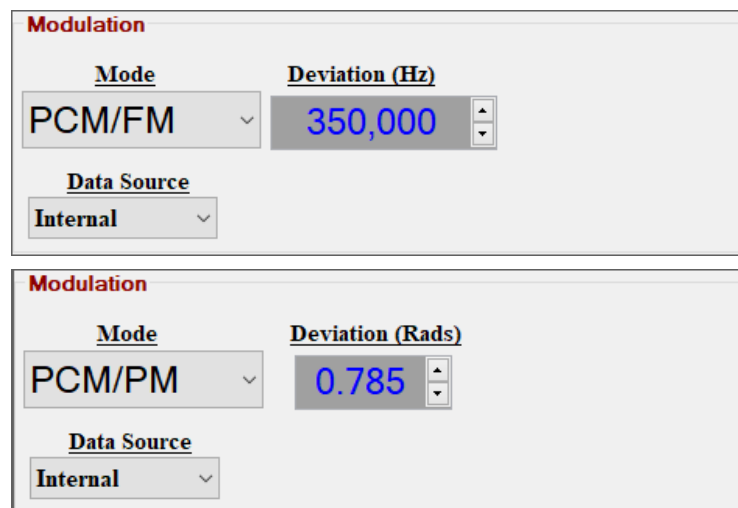 Modulation
Mode Deviation (Hz)
PCM/FM 350,000
Data Source
Internal
Modulation
Mode Deviation (Rads)
PCM/PM 0.785
Data Source
Internal